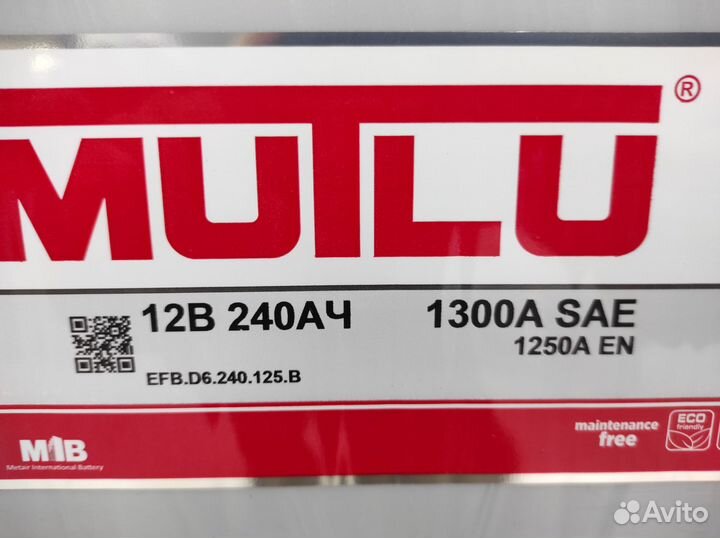 MUTLU ®
12В 240АЧ 1300A SAE
1250A EN
EFB.D6.240.125.B
maintenance
free
ECO
friendly
MIB
Metair International Battery
Avito